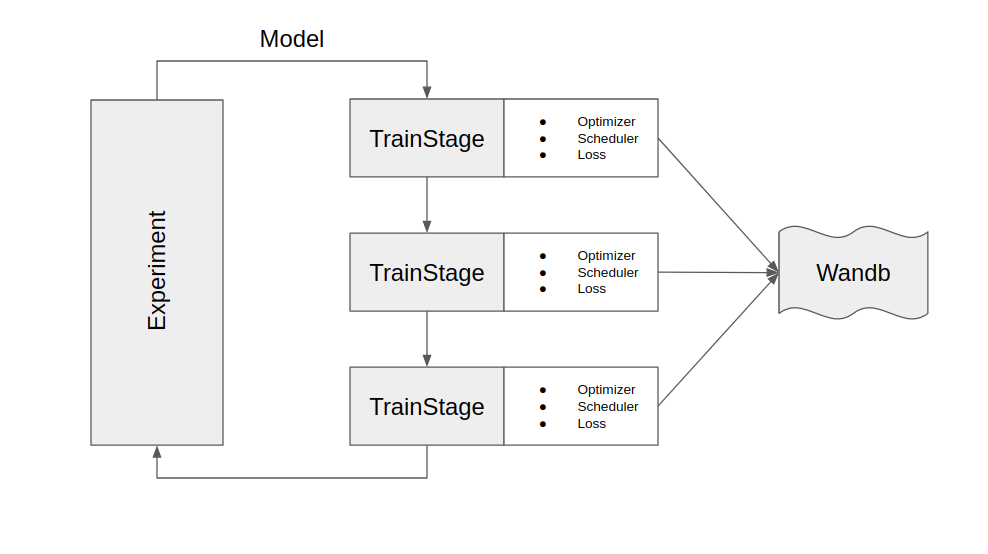 Model
Experiment
TrainStage
● Optimizer
● Scheduler
● Loss
TrainStage
● Optimizer
● Scheduler
● Loss
TrainStage
● Optimizer
● Scheduler
● Loss
Wandb